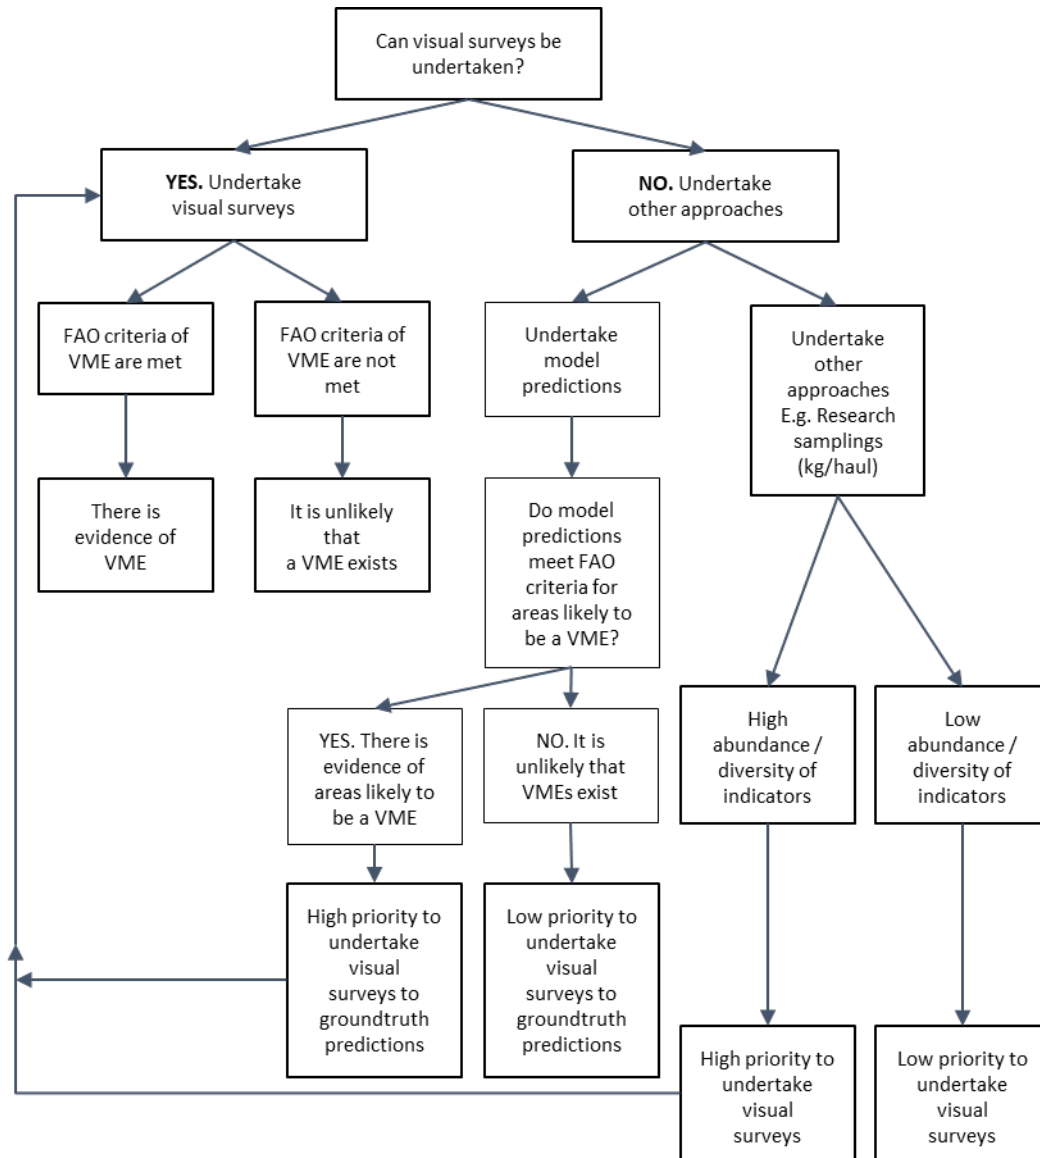 Can visual surveys be
undertaken?
YES. Undertake
visual surveys
NO. Undertake
other approaches
FAO criteria of
VME are met
FAO criteria of
VME are not
met
Undertake
model
predictions
Undertake
other
approaches
E.g. Research
samplings
(kg/haul)
There is
evidence of
VME
It is unlikely
that
a VME exists
Do model
predictions
meet FAO
criteria for
areas likely to
be a VME?
YES. There is
evidence of
areas likely to
be a VME
NO. It is
unlikely that
VMEs exist
High
abundance /
diversity of
indicators
Low
abundance /
diversity of
indicators
High priority to
undertake
visual
surveys to
groundtruth
predictions
Low priority to
undertake
visual
surveys to
groundtruth
predictions
High priority to
undertake
visual
surveys
Low priority to
undertake
visual
surveys